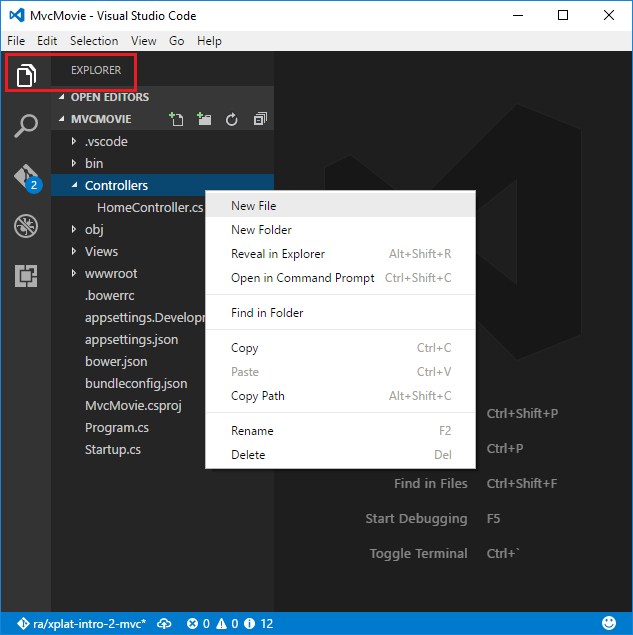 MvcMovie - Visual Studio Code
File Edit Selection View Go Help
EXPLORER
OPEN EDITORS
MVCMOVIE
.vscode
bin
Controllers
HomeController.cs
obj
Views
wwwroot
.bowerrc
appsettings.Develop
appsettings.json
bower.json
bundleconfig.json
MvcMovie.csproj
Program.cs
Startup.cs
2
New File
New Folder
Reveal in Explorer Alt+Shift+R
Open in Command Prompt Ctrl+Shift+C
Find in Folder
Copy Ctrl+C
Paste Ctrl+V
Copy Path Alt+Shift+C
Rename F2
Delete Del
Ctrl+Shift+P
Ctrl+P
Find in Files Ctrl+Shift+F
Start Debugging F5
Toggle Terminal Ctrl+`
ra/xplat-intro-2-mvc* 0 0 12